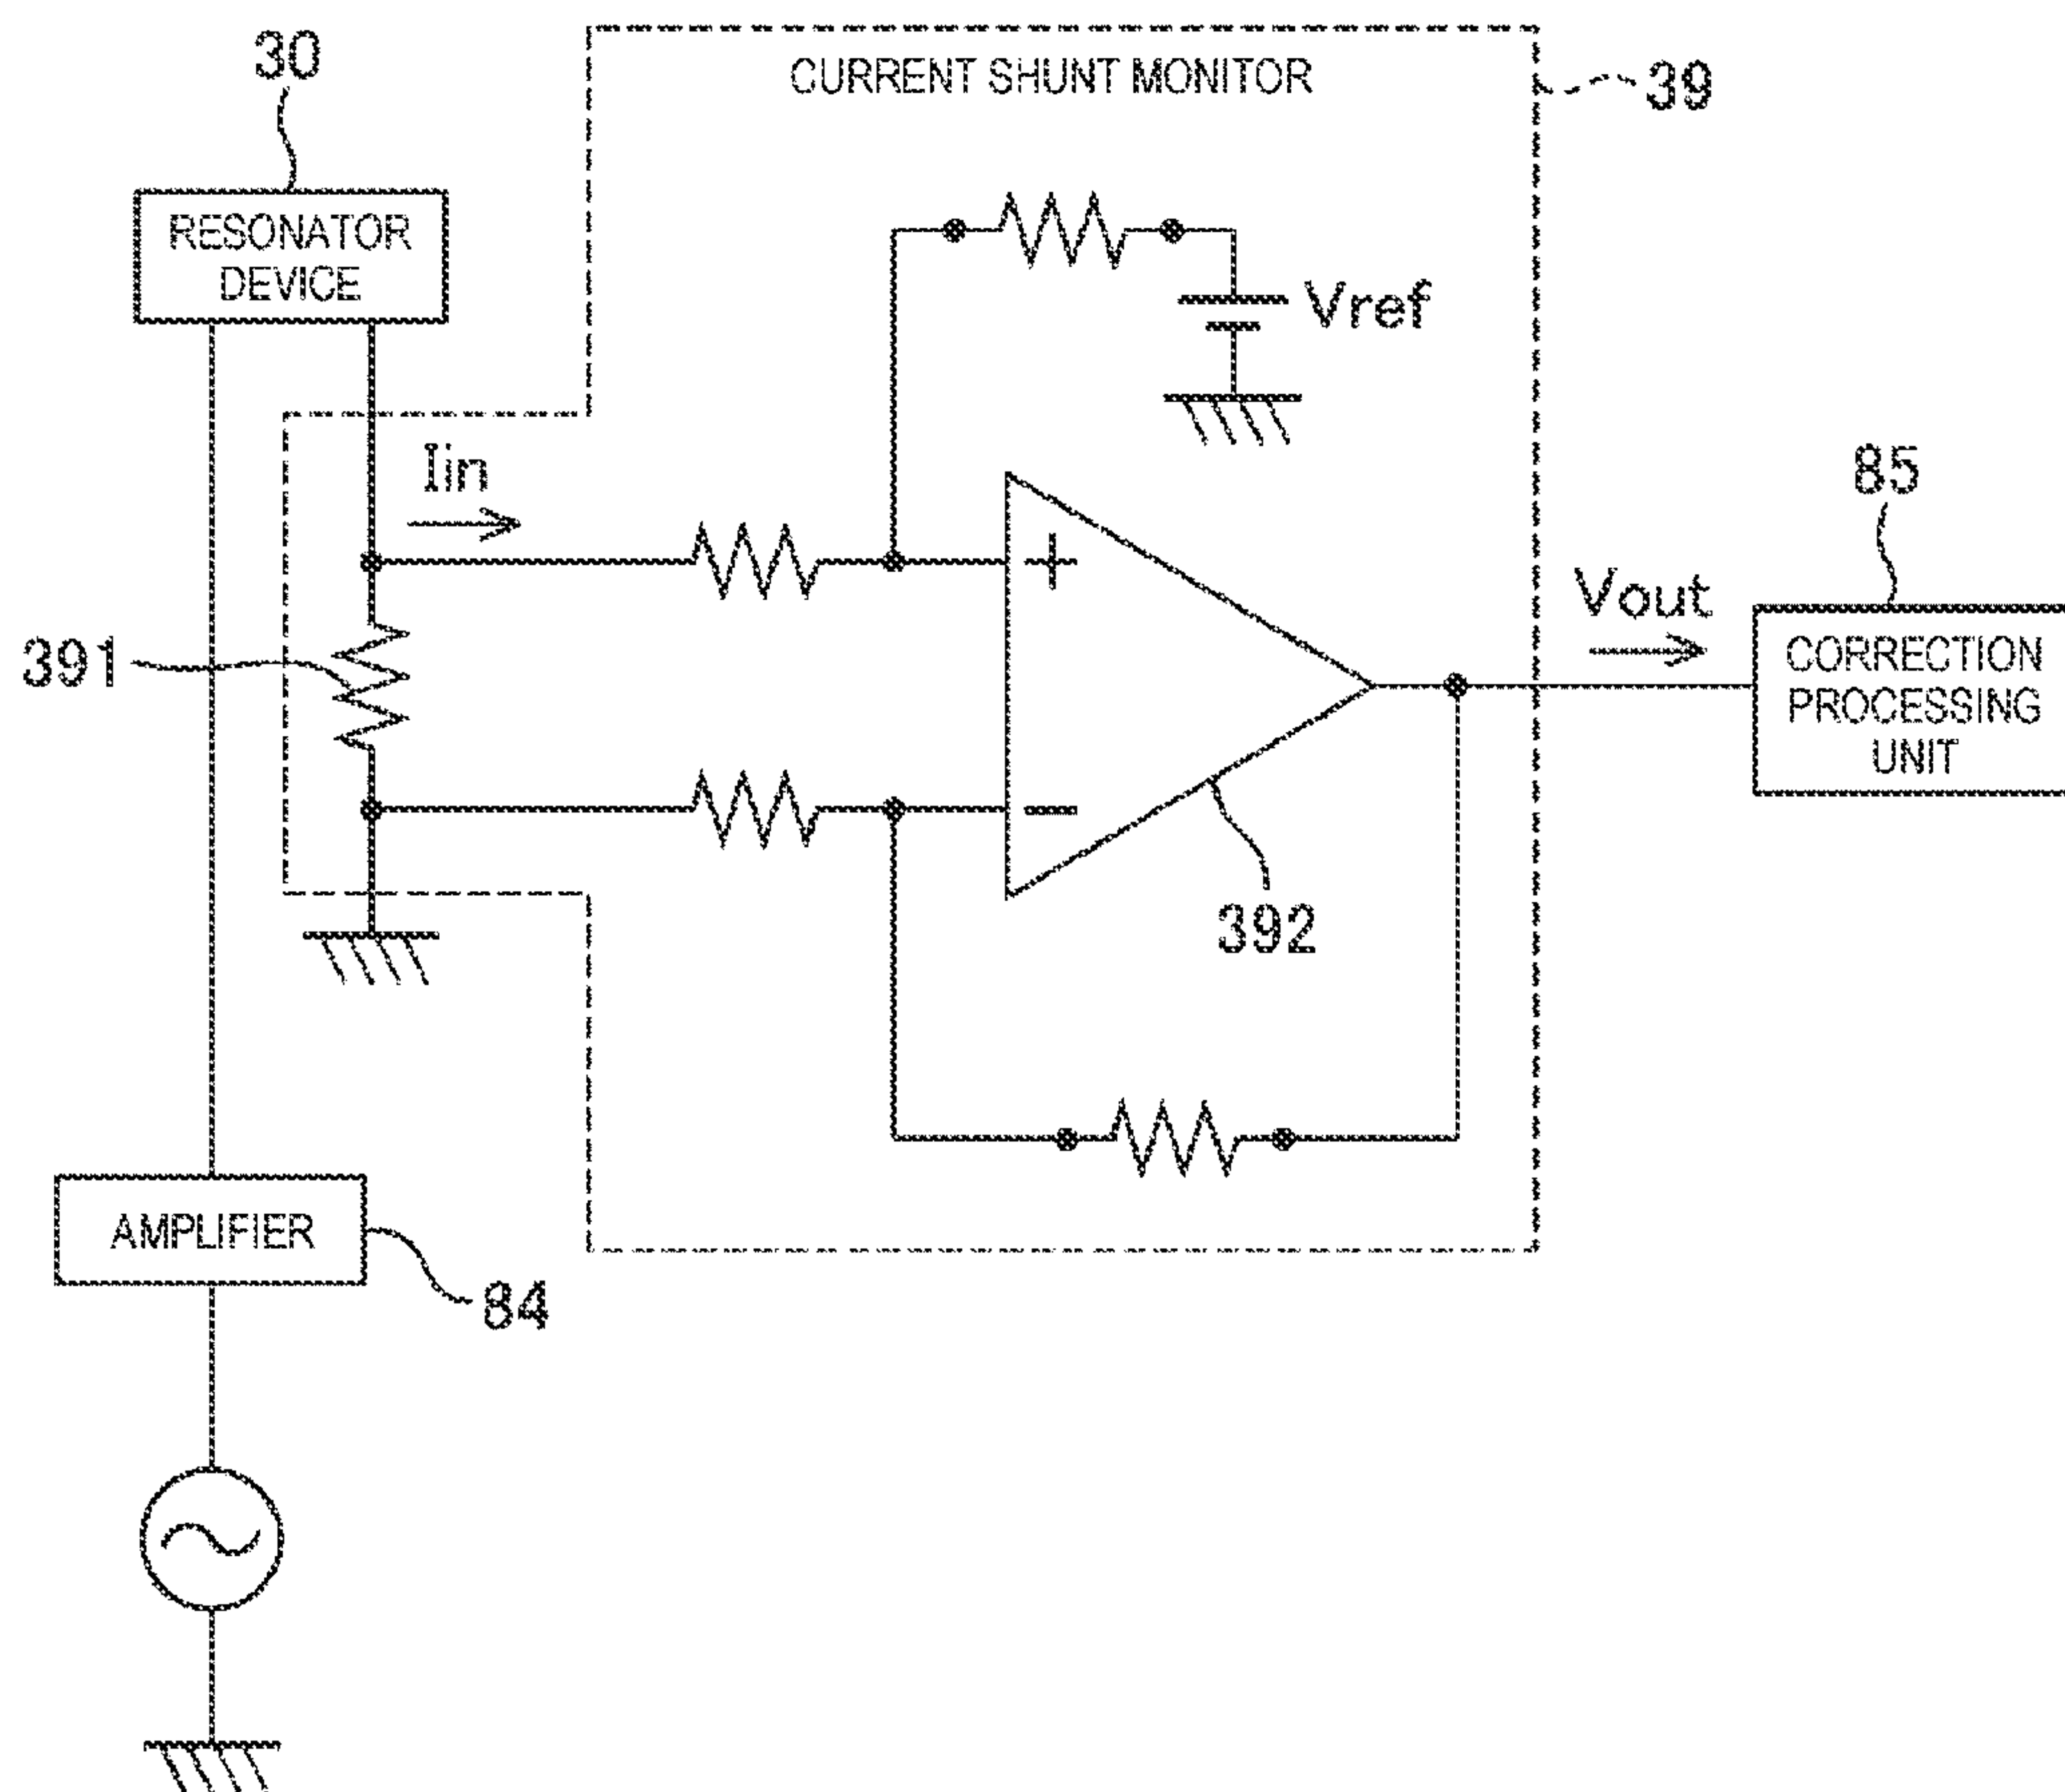 30
CURRENT SHUNT MONITOR
39
RESONATOR
DEVICE
Vref
Iin
85
+
Vout
391
CORRECTION
PROCESSING
UNIT
−
392
AMPLIFIER
84